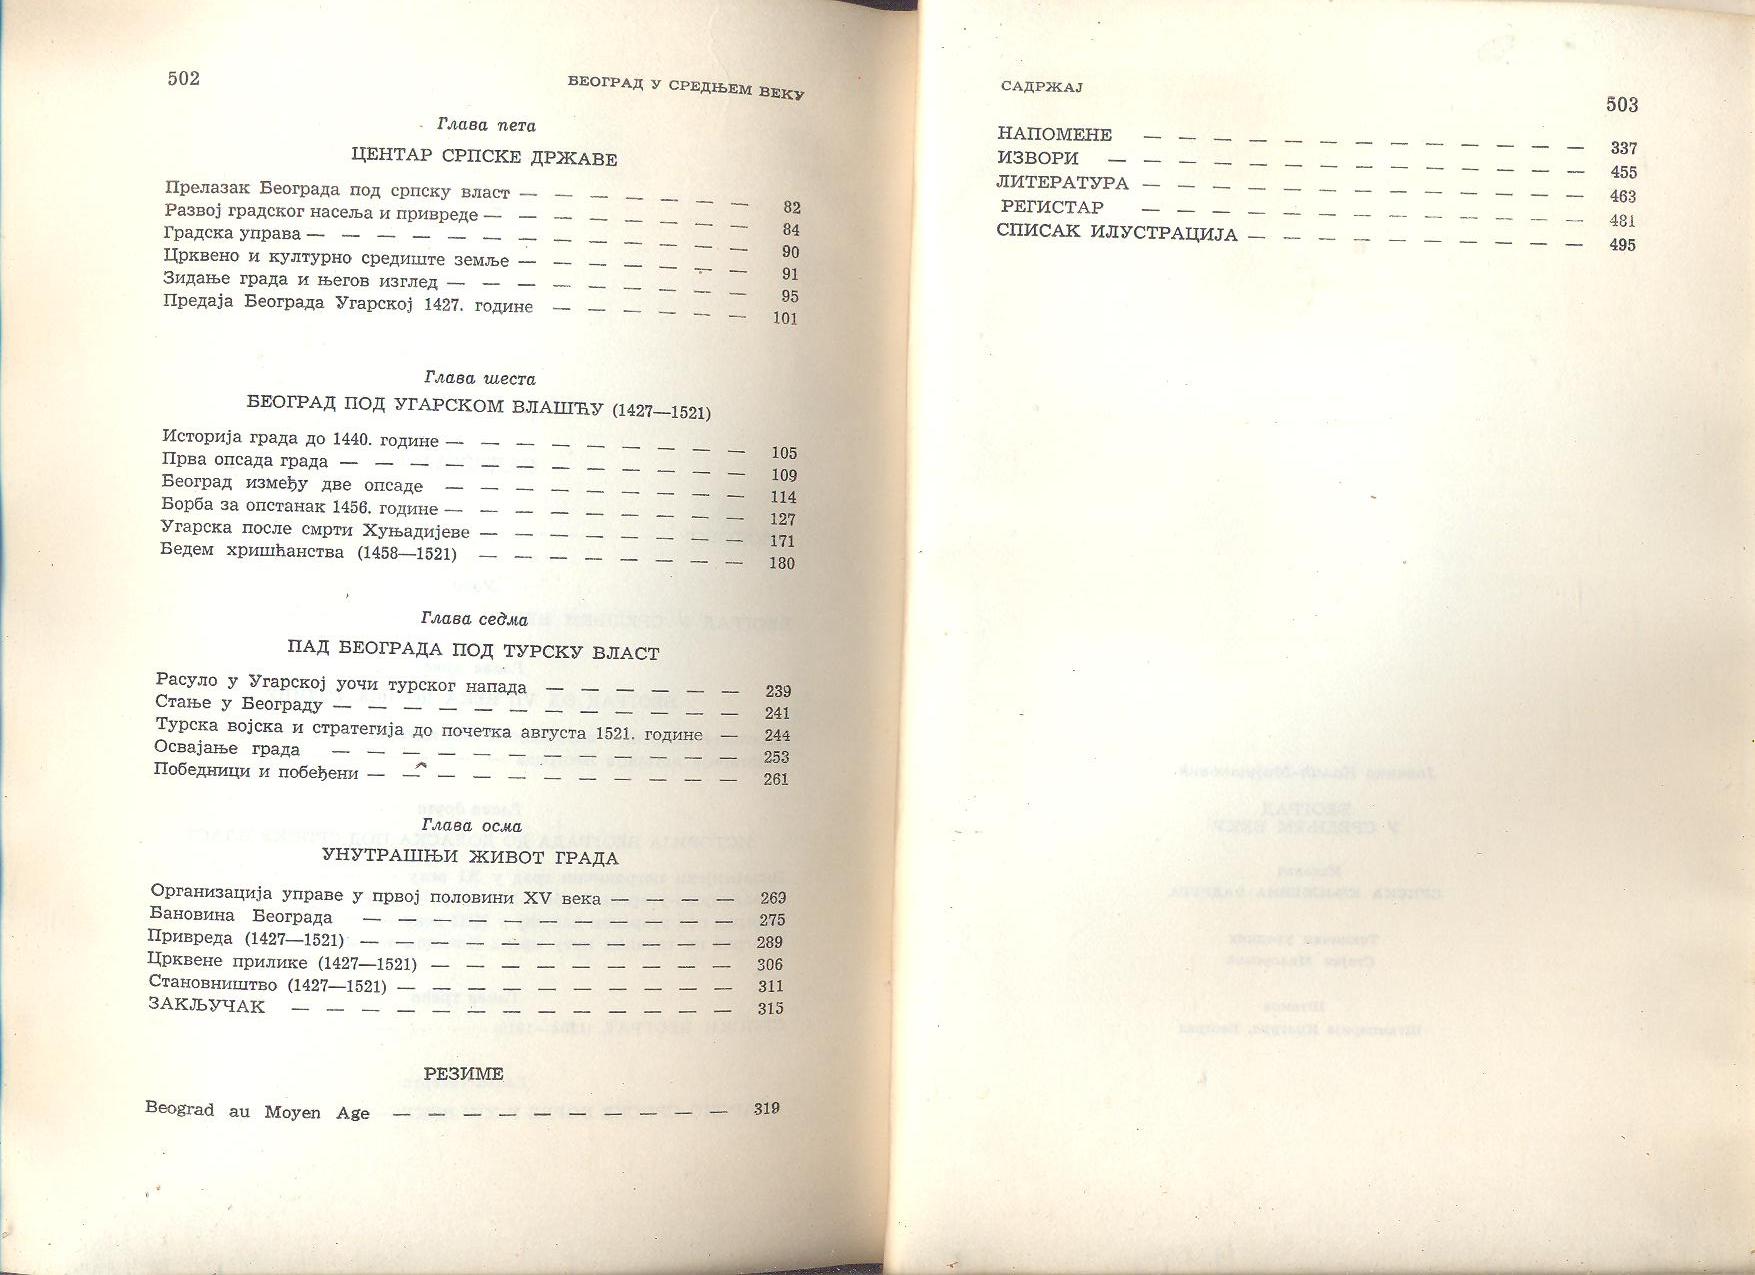 502
БЕОГРАД У СРЕДЊЕМ ВЕКУ
Глава пета
ЦЕНТАР СРПСКЕ ДРЖАВЕ
Прелазак Београда под српску власт — — — — — — — 82
Развој градског насеља и привреде — — — — — — — — 84
Градска управа — — — — — — — — — — — — — 90
Црквено и културно средиште земље — — — — — — — 91
Зидање града и његов изглед — — — — — — — — — 95
Предаја Београда Угарској 1427. године — — — — — — 101
Глава шеста
БЕОГРАД ПОД УГАРСКОМ ВЛАШЋУ (1427—1521)
Историја града до 1440. године — — — — — — — — — 105
Прва опсада града — — — — — — — — — — — — 109
Београд између две опсаде — — — — — — — — — 114
Борба за опстанак 1456. године — — — — — — — — — 127
Угарска после смрти Хуњадијеве — — — — — — — — 171
Бедем хришћанства (1458—1521) — — — — — — — — 180
Глава седма
ПАД БЕОГРАДА ПОД ТУРСКУ ВЛАСТ
Расуло у Угарској уочи турског напада — — — — — — 239
Стање у Београду — — — — — — — — — — — — 241
Турска војска и стратегија до почетка августа 1521. године — 244
Освајање града — — — — — — — — — — — — 253
Победници и побеђени — — — — — — — — — — — 261
Глава осма
УНУТРАШЊИ ЖИВОТ ГРАДА
Организација управе у првој половини XV века — — — — 269
Бановина Београда — — — — — — — — — — — 275
Привреда (1427—1521) — — — — — — — — — — — 289
Црквене прилике (1427—1521) — — — — — — — — — 306
Становништво (1427—1521) — — — — — — — — — — 311
ЗАКЉУЧАК — — — — — — — — — — — — — 315
РЕЗИМЕ
Beograd au Moyen Age — — — — — — — — — — 319
САДРЖАЈ
503
НАПОМЕНЕ — — — — — — — — — — — — — 337
ИЗВОРИ — — — — — — — — — — — — — — 455
ЛИТЕРАТУРА — — — — — — — — — — — — — 463
РЕГИСТАР — — — — — — — — — — — — — 481
СПИСАК ИЛУСТРАЦИЈА — — — — — — — — — — 495